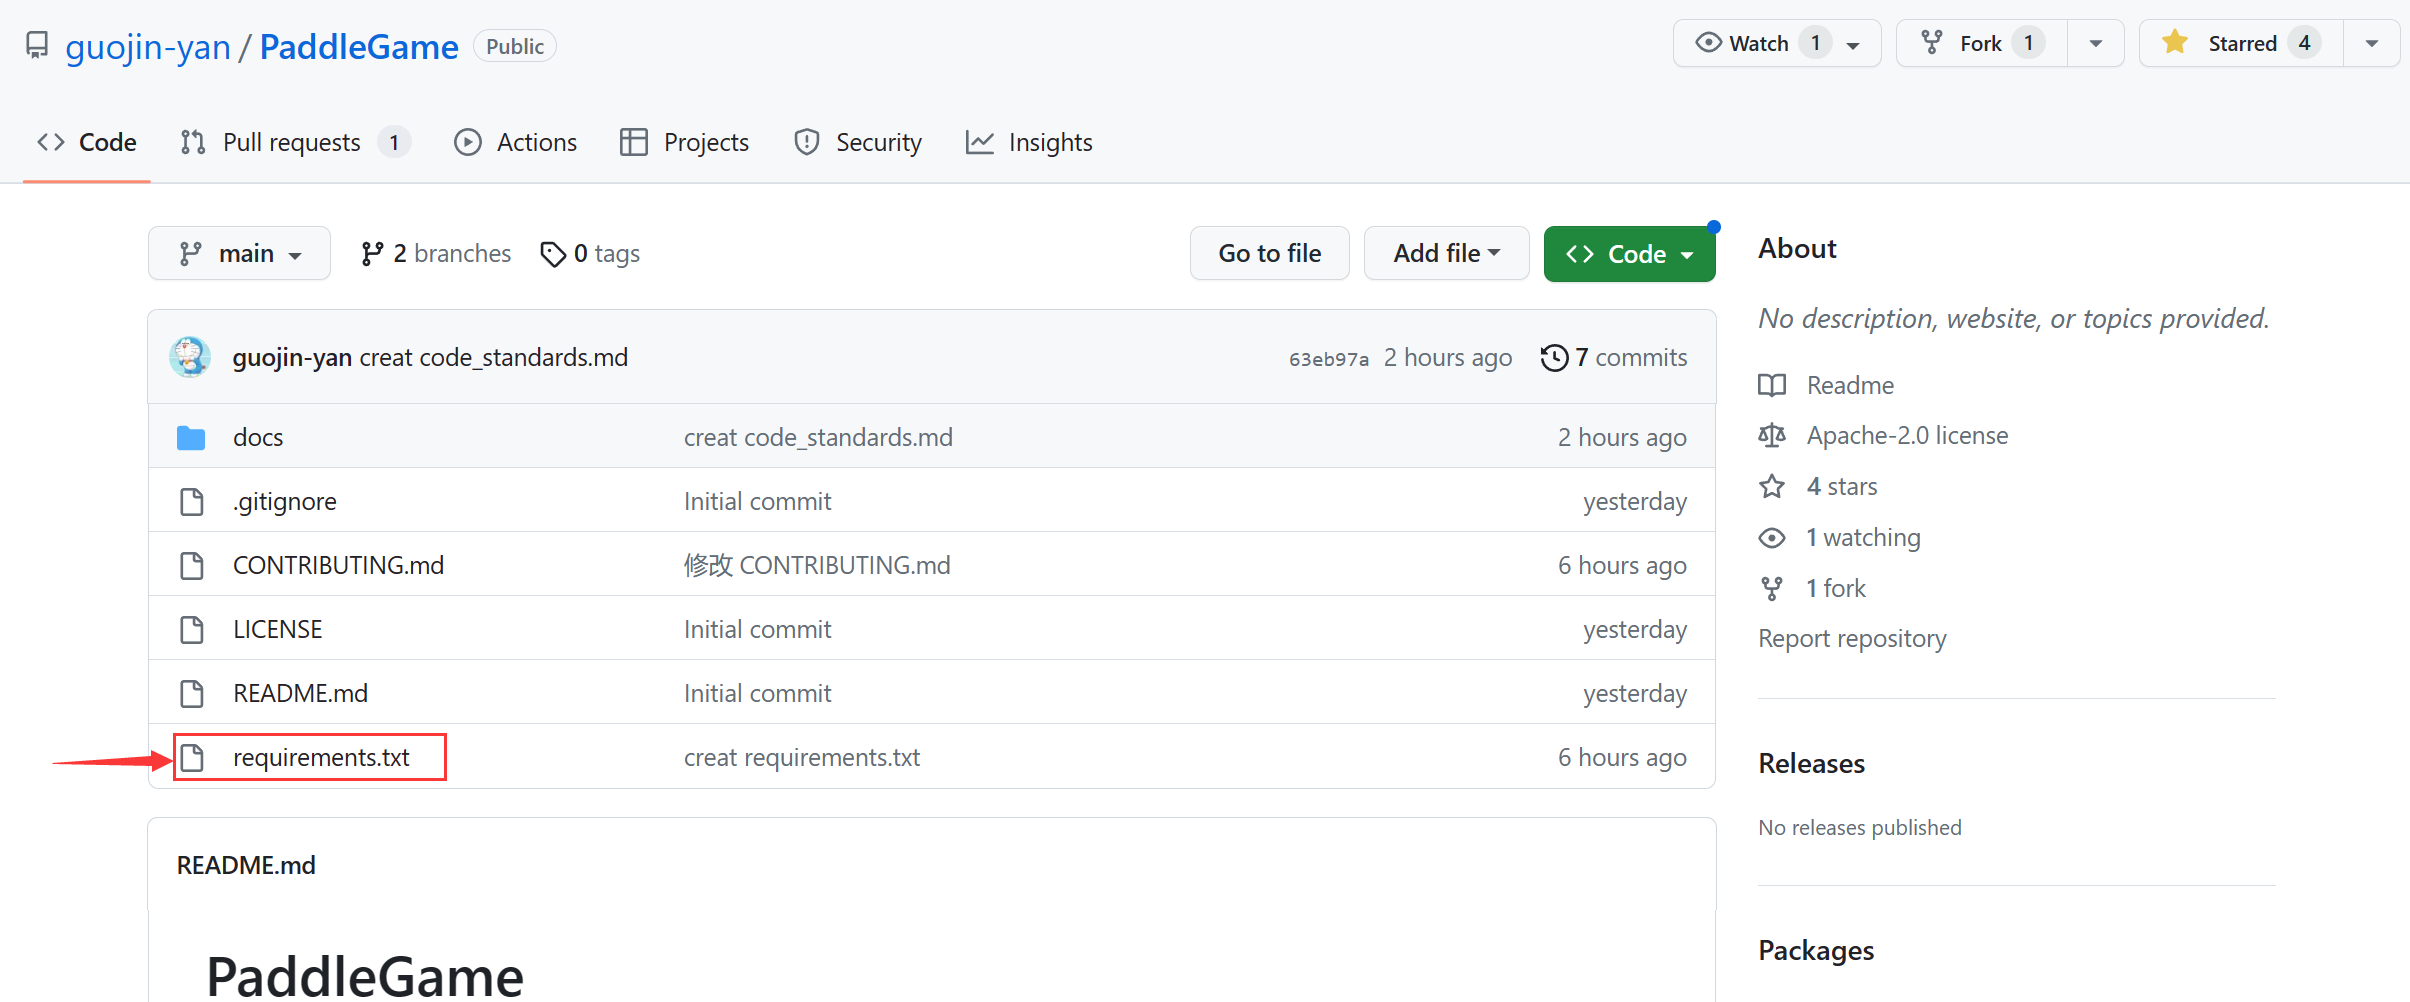 guojin-yan / PaddleGame Public
Watch 1 Fork 1 Starred 4
Code Pull requests 1 Actions Projects Security Insights
main 2 branches 0 tags Go to file Add file Code
guojin-yan creat code_standards.md 63eb97a 2 hours ago 7 commits
docs creat code_standards.md 2 hours ago
.gitignore Initial commit yesterday
CONTRIBUTING.md 修改 CONTRIBUTING.md 6 hours ago
LICENSE Initial commit yesterday
README.md Initial commit yesterday
requirements.txt creat requirements.txt 6 hours ago
README.md
PaddleGame
About
No description, website, or topics provided.
Readme
Apache-2.0 license
4 stars
1 watching
1 fork
Report repository
Releases
No releases published
Packages